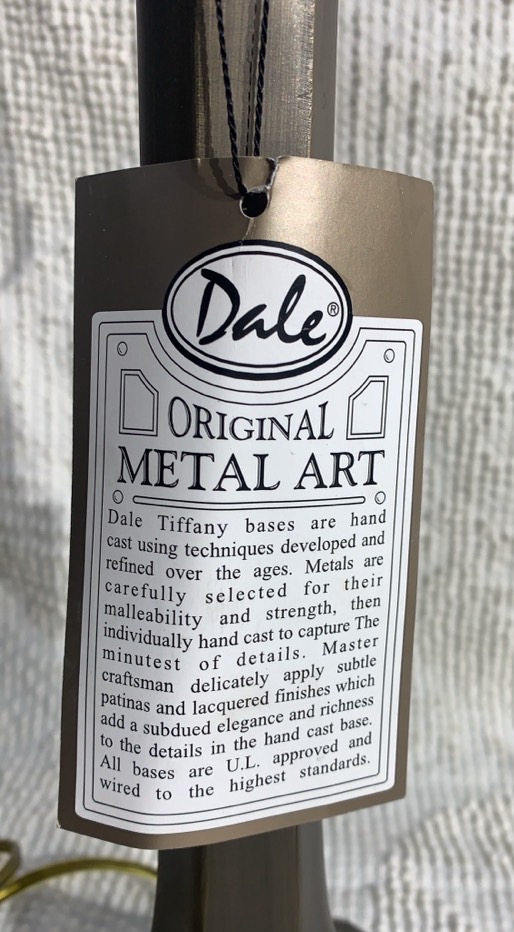 Dale®
ORIGINAL
METAL ART
Dale Tiffany bases are hand
cast using techniques developed and
refined over the ages. Metals are
carefully selected for their
malleability and strength, then
individually hand cast to capture The
minutest of details. Master
craftsman delicately apply subtle
patinas and lacquered finishes which
add a subdued elegance and richness
to the details in the hand cast base.
All bases are U.L. approved and
wired to the highest standards.